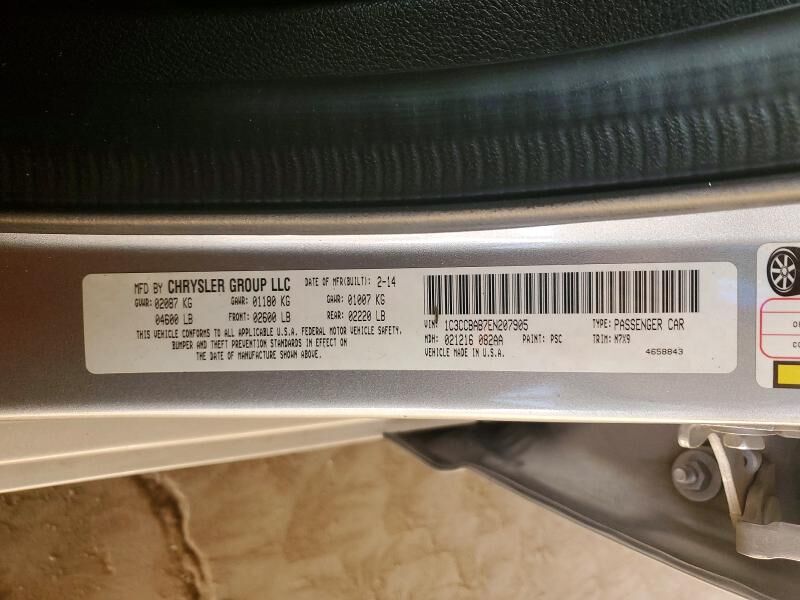 MFD BY CHRYSLER GROUP LLC DATE OF MFR(BUILT): 2-14
GVWR: 02087 KG GAWR: 01180 KG GAWR: 01007 KG
04600 LB FRONT: 02600 LB REAR: 02220 LB
THIS VEHICLE CONFORMS TO ALL APPLICABLE U.S.A. FEDERAL MOTOR VEHICLE SAFETY,
BUMPER AND THEFT PREVENTION STANDARDS IN EFFECT ON
THE DATE OF MANUFACTURE SHOWN ABOVE.
VIN: 1C3CCBAB7EN207905 TYPE: PASSENGER CAR
MDH: 021216 082AA PAINT: PSC TRIM: N7X9
VEHICLE MADE IN U.S.A. 4658843